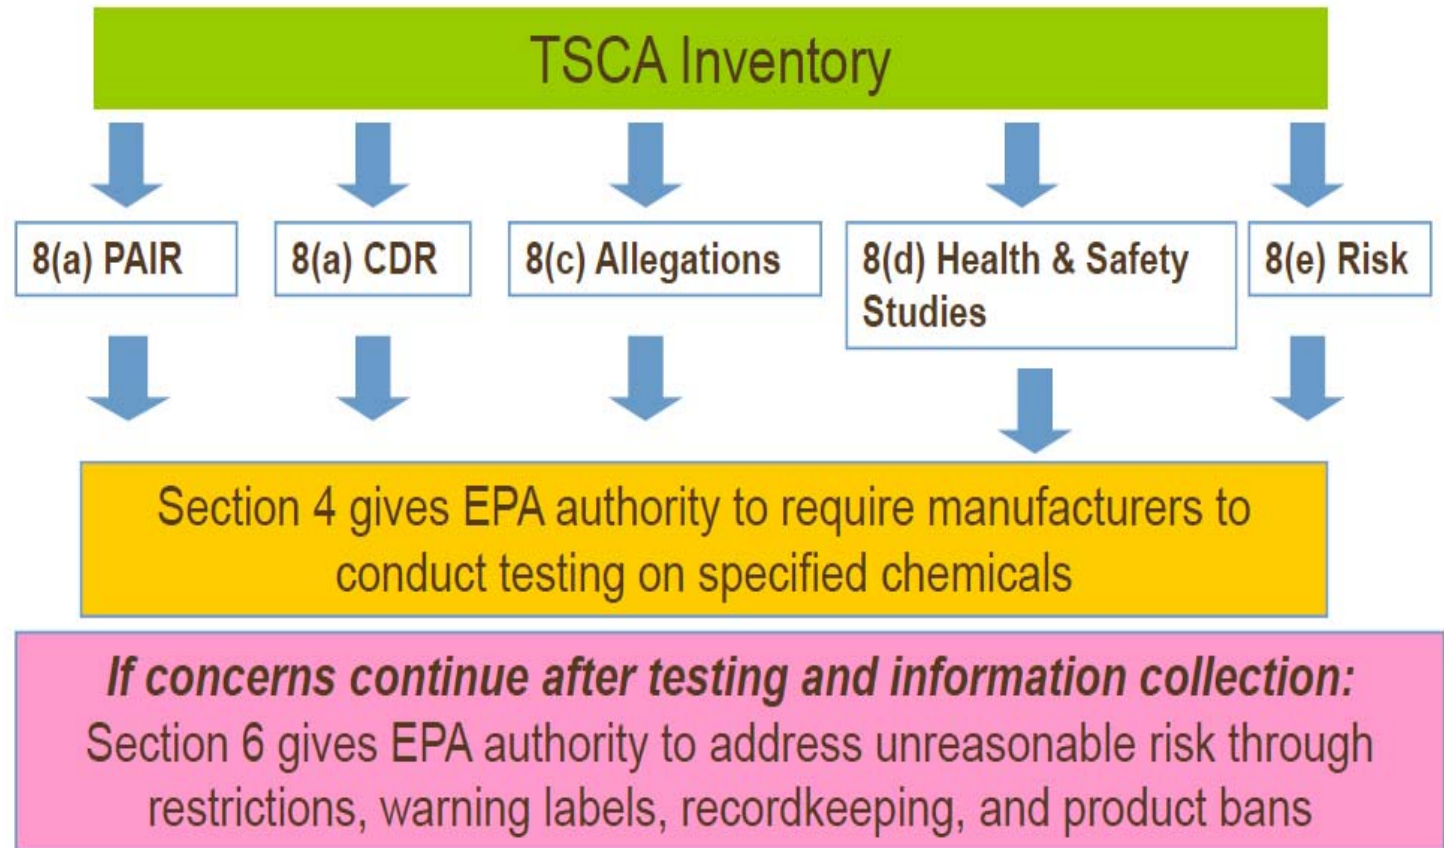 TSCA Inventory
8(a) PAIR
8(a) CDR
8(c) Allegations
8(d) Health & Safety
Studies
8(e) Risk
Section 4 gives EPA authority to require manufacturers to
conduct testing on specified chemicals
If concerns continue after testing and information collection:
Section 6 gives EPA authority to address unreasonable risk through
restrictions, warning labels, recordkeeping, and product bans